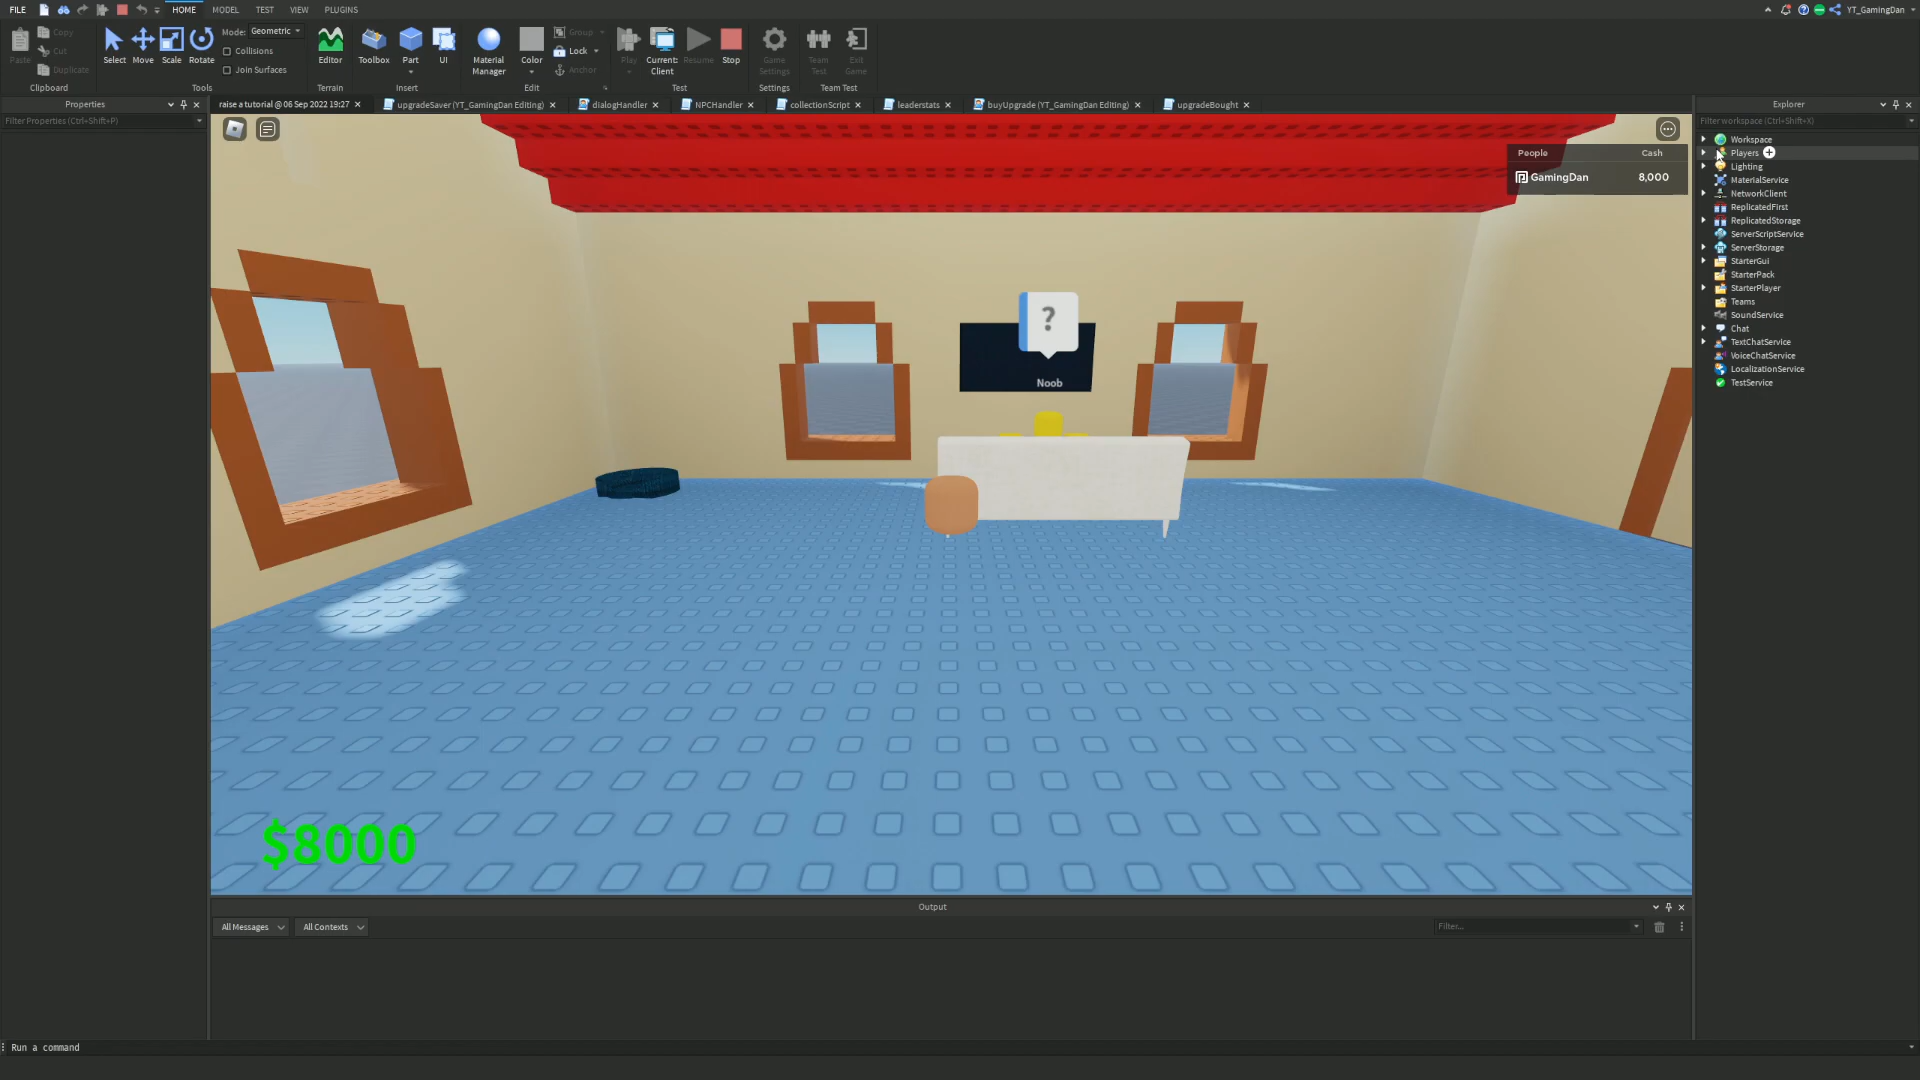 FILE HOME MODEL TEST VIEW PLUGINS YT_GamingDan
Paste Copy Cut Duplicate
Clipboard
Select Move Scale Rotate
Mode: Geometric
Collisions
Join Surfaces
Tools
Editor
Terrain
Toolbox Part UI
Insert
Material Manager Color
Group
Lock
Anchor
Edit
Play Current: Client Resume Stop
Test
Game Settings
Settings
Team Test Exit Game
Team Test
Properties
Filter Properties (Ctrl+Shift+P)
raise a tutorial @ 06 Sep 2022 19:27 upgradeSaver (YT_GamingDan Editing) dialogHandler NPCHandler collectionScript leaderstats buyUpgrade (YT_GamingDan Editing) upgradeBought
People Cash
GamingDan 8,000
?
Noob
$8000
Explorer
Filter workspace (Ctrl+Shift+X)
Workspace
Players
Lighting
MaterialService
NetworkClient
ReplicatedFirst
ReplicatedStorage
ServerScriptService
ServerStorage
StarterGui
StarterPack
StarterPlayer
Teams
SoundService
Chat
TextChatService
VoiceChatService
LocalizationService
TestService
Output
All Messages All Contexts Filter...
Run a command